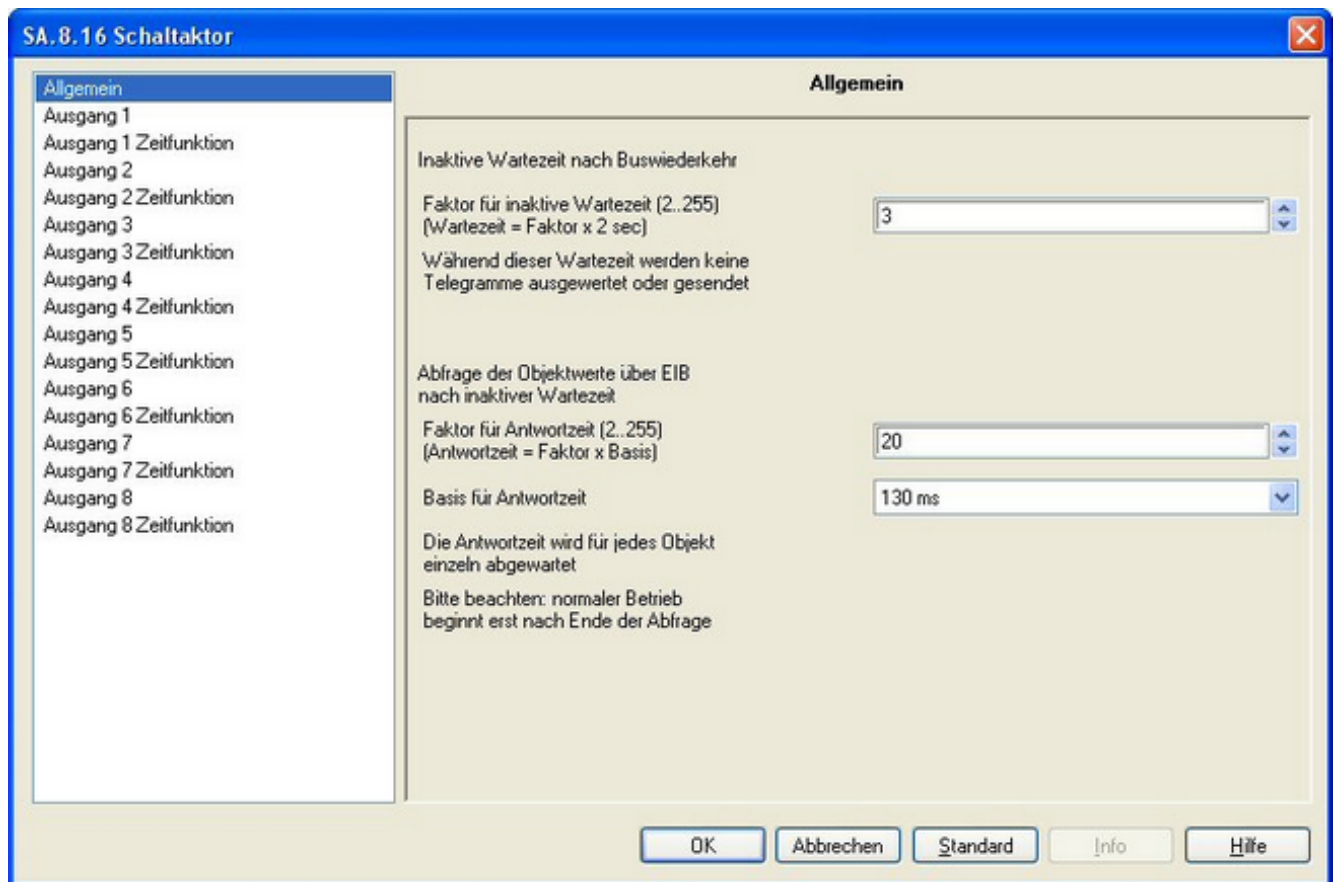 SA.8.16 Schaltaktor
Allgemein
Ausgang 1
Ausgang 1 Zeitfunktion
Ausgang 2
Ausgang 2 Zeitfunktion
Ausgang 3
Ausgang 3 Zeitfunktion
Ausgang 4
Ausgang 4 Zeitfunktion
Ausgang 5
Ausgang 5 Zeitfunktion
Ausgang 6
Ausgang 6 Zeitfunktion
Ausgang 7
Ausgang 7 Zeitfunktion
Ausgang 8
Ausgang 8 Zeitfunktion
Allgemein
Inaktive Wartezeit nach Buswiederkehr
Faktor für inaktive Wartezeit (2..255)
(Wartezeit = Faktor x 2 sec)
3
Während dieser Wartezeit werden keine
Telegramme ausgewertet oder gesendet
Abfrage der Objektwerte über EIB
nach inaktiver Wartezeit
Faktor für Antwortzeit (2..255)
(Antwortzeit = Faktor x Basis)
20
Basis für Antwortzeit
130 ms
Die Antwortzeit wird für jedes Objekt
einzeln abgewartet
Bitte beachten: normaler Betrieb
beginnt erst nach Ende der Abfrage
OK
Abbrechen
Standard
Info
Hilfe